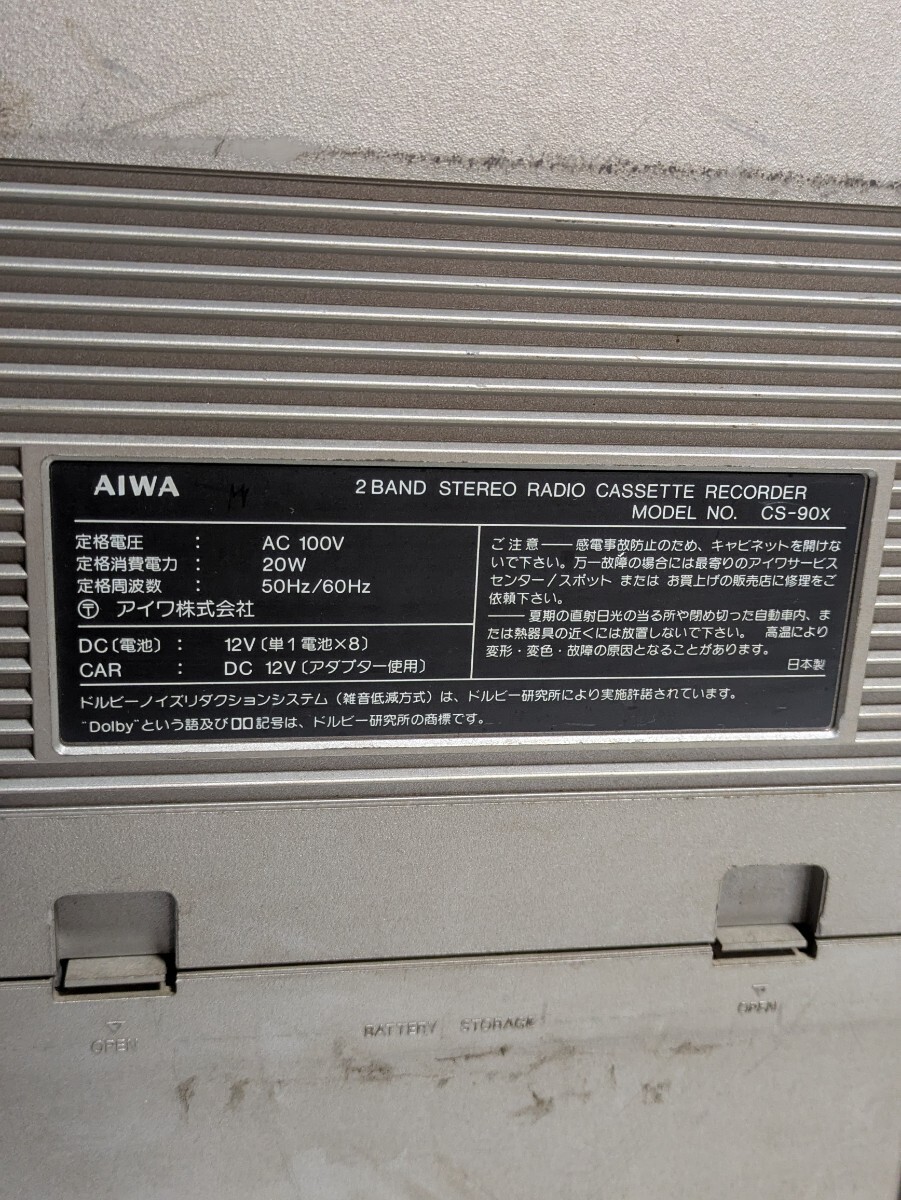 AIWA
2 BAND STEREO RADIO CASSETTE RECORDER
MODEL NO. CS-90X
定格電圧 : AC 100V
定格消費電力 : 20W
定格周波数 : 50Hz/60Hz
〶 アイワ株式会社
DC〔電池〕: 12V〔単1電池×8〕
CAR : DC 12V〔アダプター使用〕
ご注意――感電事故防止のため、キャビネットを開けな
いで下さい。万一故障の場合には最寄りのアイワサービス
センター/スポット または お買上げの販売店に修理をご
依頼下さい。
――夏期の直射日光の当る所や閉め切った自動車内、ま
たは熱器具の近くには放置しないで下さい。 高温により
変形・変色・故障の原因となることがあります。
日本製
ドルビーノイズリダクションシステム〔雑音低減方式〕は、ドルビー研究所により実施許諾されています。
"Dolby"という語及び記号は、ドルビー研究所の商標です。
▽ OPEN
BATTERY STORAGE
▽ OPEN